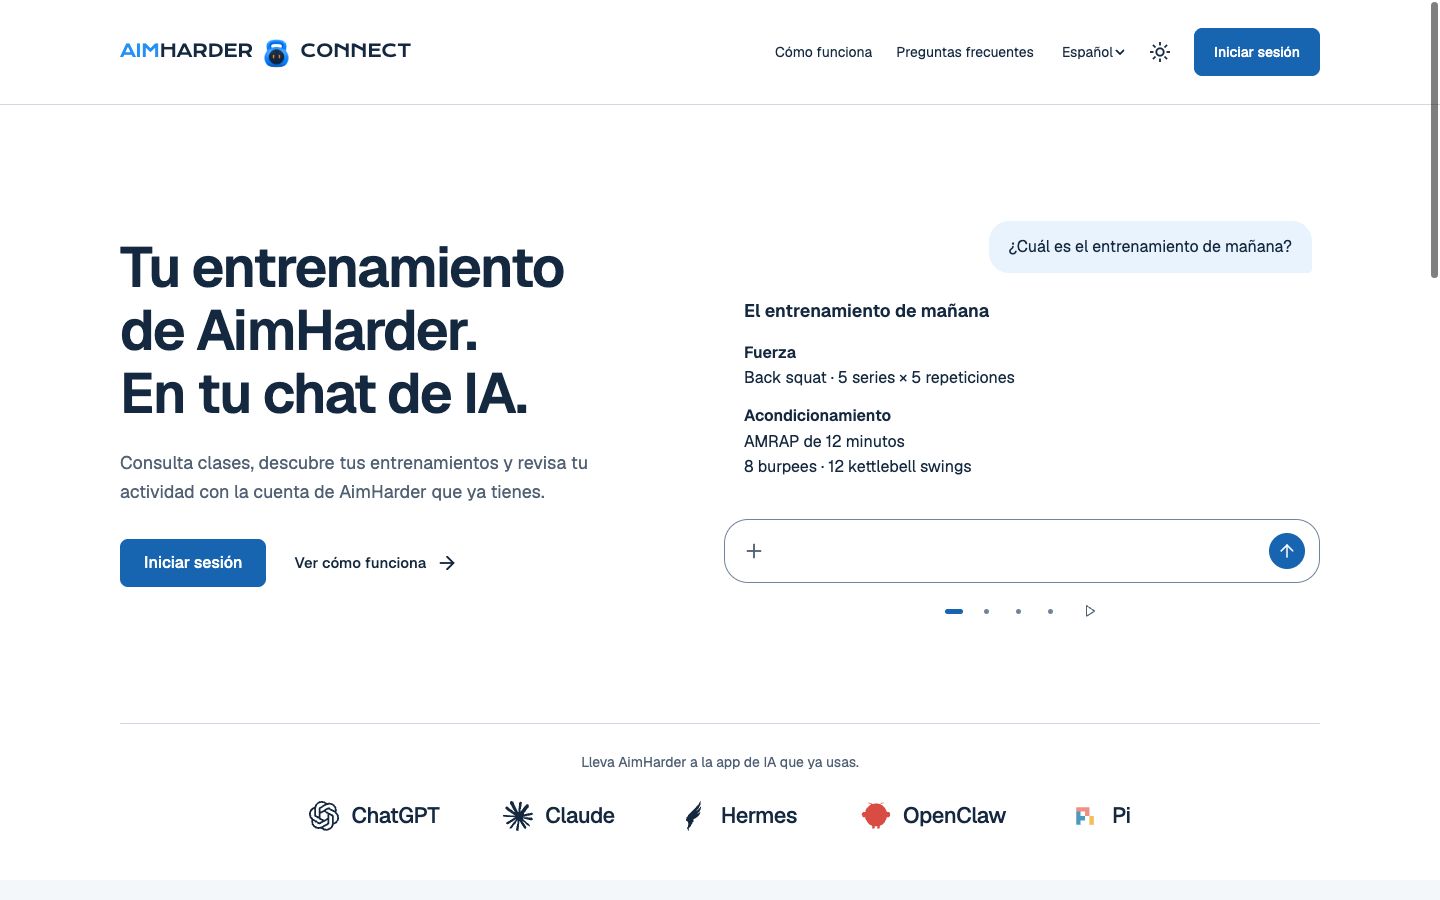 AIMHARDER CONNECT
Cómo funciona
Preguntas frecuentes
Español
Iniciar sesión
Tu entrenamiento
de AimHarder.
En tu chat de IA.
Consulta clases, descubre tus entrenamientos y revisa tu
actividad con la cuenta de AimHarder que ya tienes.
Iniciar sesión
Ver cómo funciona
¿Cuál es el entrenamiento de mañana?
El entrenamiento de mañana
Fuerza
Back squat · 5 series × 5 repeticiones
Acondicionamiento
AMRAP de 12 minutos
8 burpees · 12 kettlebell swings
Lleva AimHarder a la app de IA que ya usas.
ChatGPT
Claude
Hermes
OpenClaw
Pi